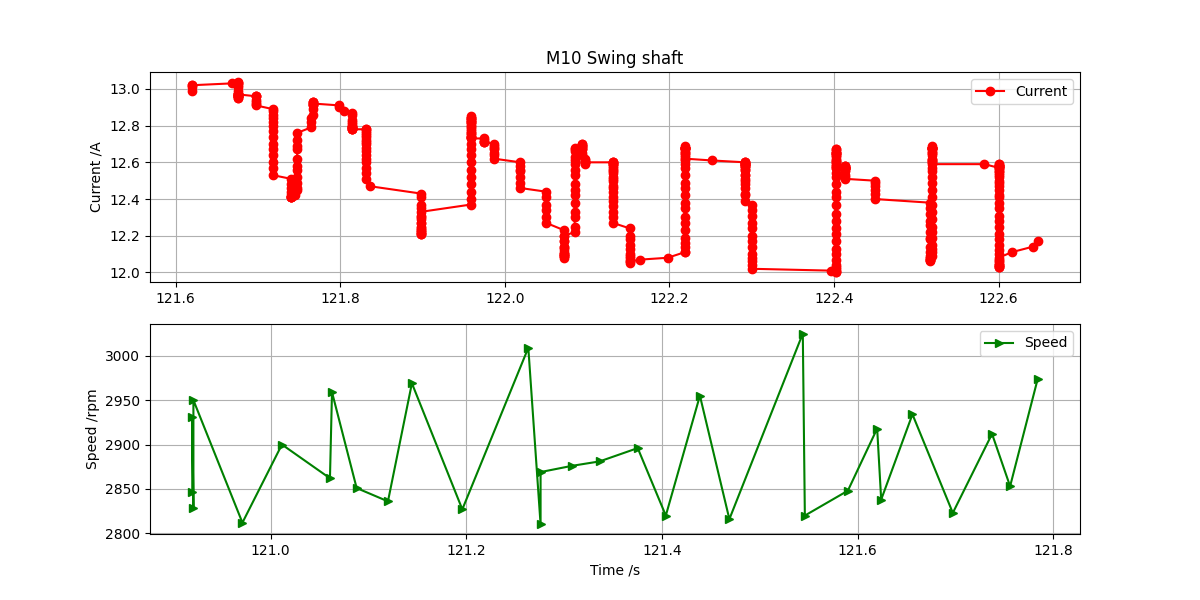 M10 Swing shaft
13.0
12.8
12.6
12.4
12.2
12.0
Current /A
Current
121.6 121.8 122.0 122.2 122.4 122.6
3000
2950
2900
2850
2800
Speed /rpm
Speed
121.0 121.2 121.4 121.6 121.8
Time /s